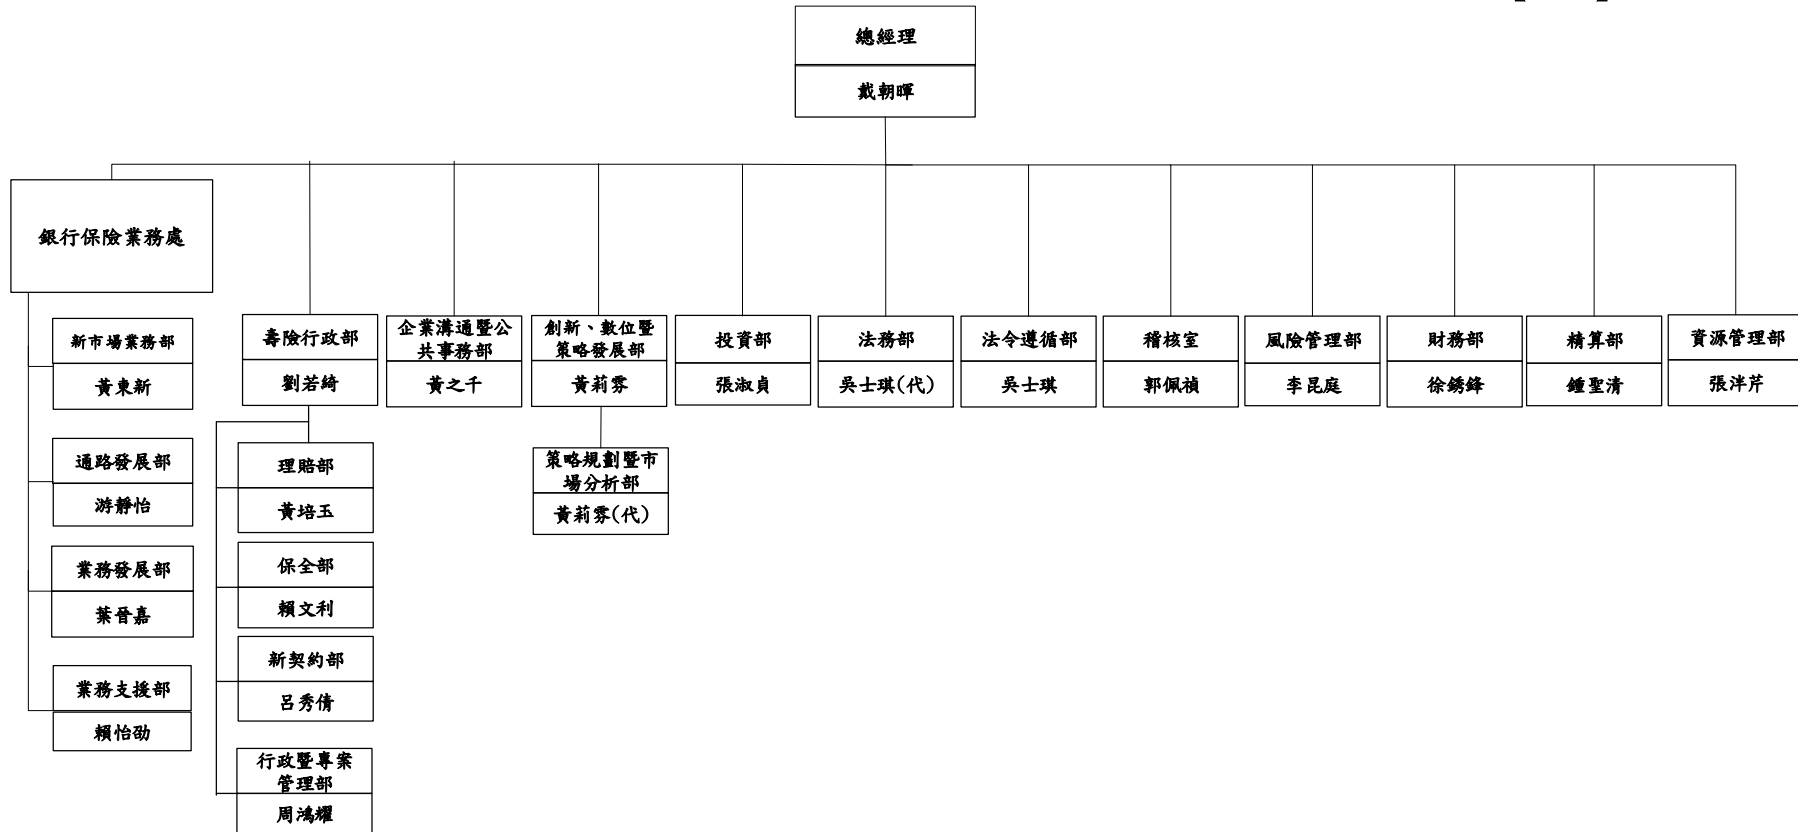 總經理
戴朝暉
銀行保險業務處
新市場業務部
黃東新
通路發展部
游靜怡
業務發展部
葉晉嘉
業務支援部
賴怡劭
壽險行政部
劉若綺
理賠部
黃培玉
保全部
賴文利
新契約部
呂秀倩
行政暨專案
管理部
周鴻耀
企業溝通暨公
共事務部
黃之千
創新、數位暨
策略發展部
黃莉雰
策略規劃暨市
場分析部
黃莉雰(代)
投資部
張淑貞
法務部
吳士琪(代)
法令遵循部
吳士琪
稽核室
郭佩禎
風險管理部
李昆庭
財務部
徐銹鋒
精算部
鍾聖清
資源管理部
張泮芹